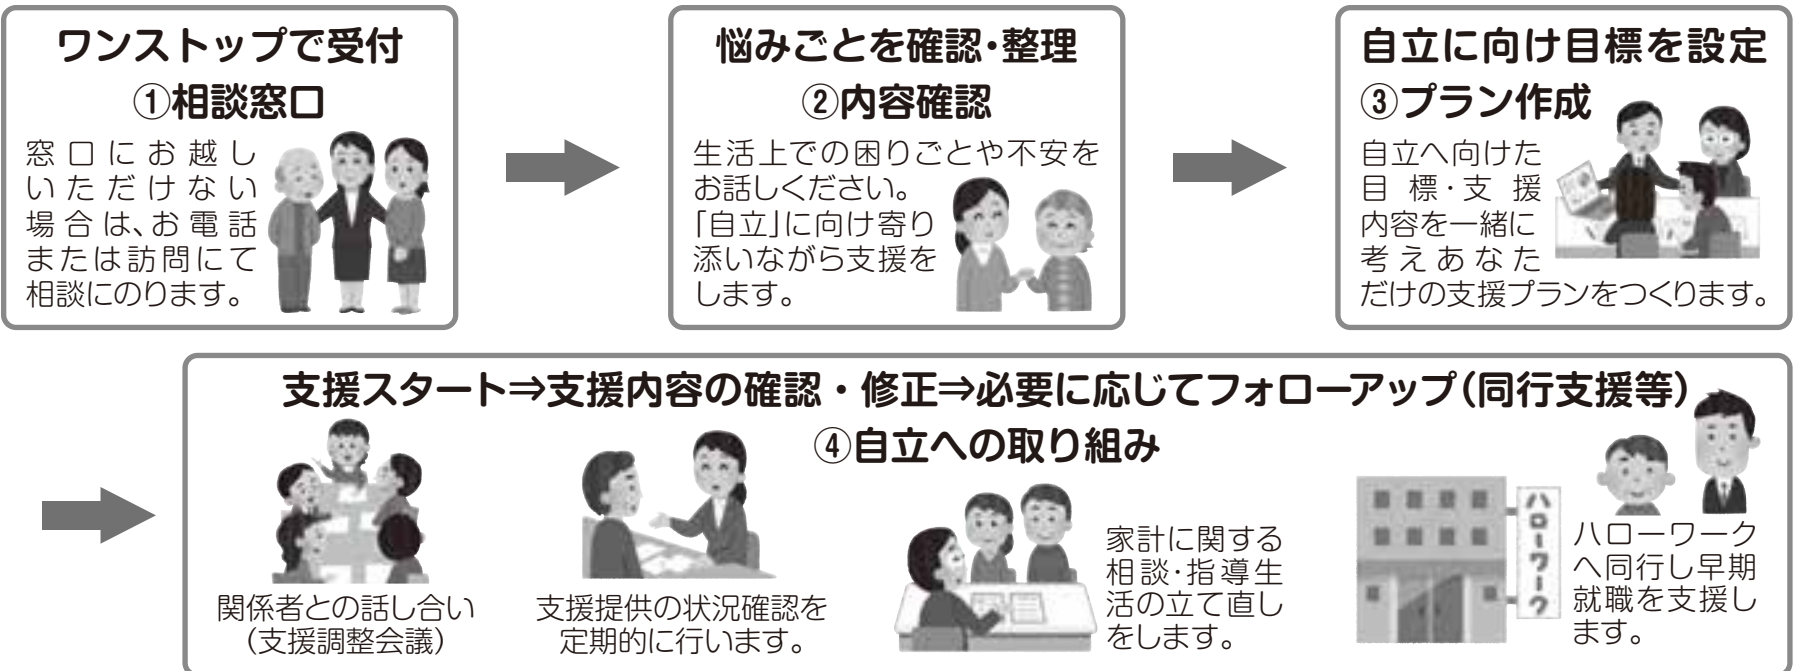 ワンストップで受付
①相談窓口
窓口にお越し
いただけない
場合は、お電話
または訪問にて
相談にのります。
悩みごとを確認・整理
②内容確認
生活上での困りごとや不安を
お話しください。
「自立」に向け寄り
添いながら支援を
します。
自立に向け目標を設定
③プラン作成
自立へ向けた
目標・支援
内容を一緒に
考えあなた
だけの支援プランをつくります。
支援スタート⇒支援内容の確認・修正⇒必要に応じてフォローアップ(同行支援等)
④自立への取り組み
関係者との話し合い
(支援調整会議)
支援提供の状況確認を
定期的に行います。
家計に関する
相談・指導生
活の立て直し
をします。
ハローワーク
ハローワーク
へ同行し早期
就職を支援し
ます。